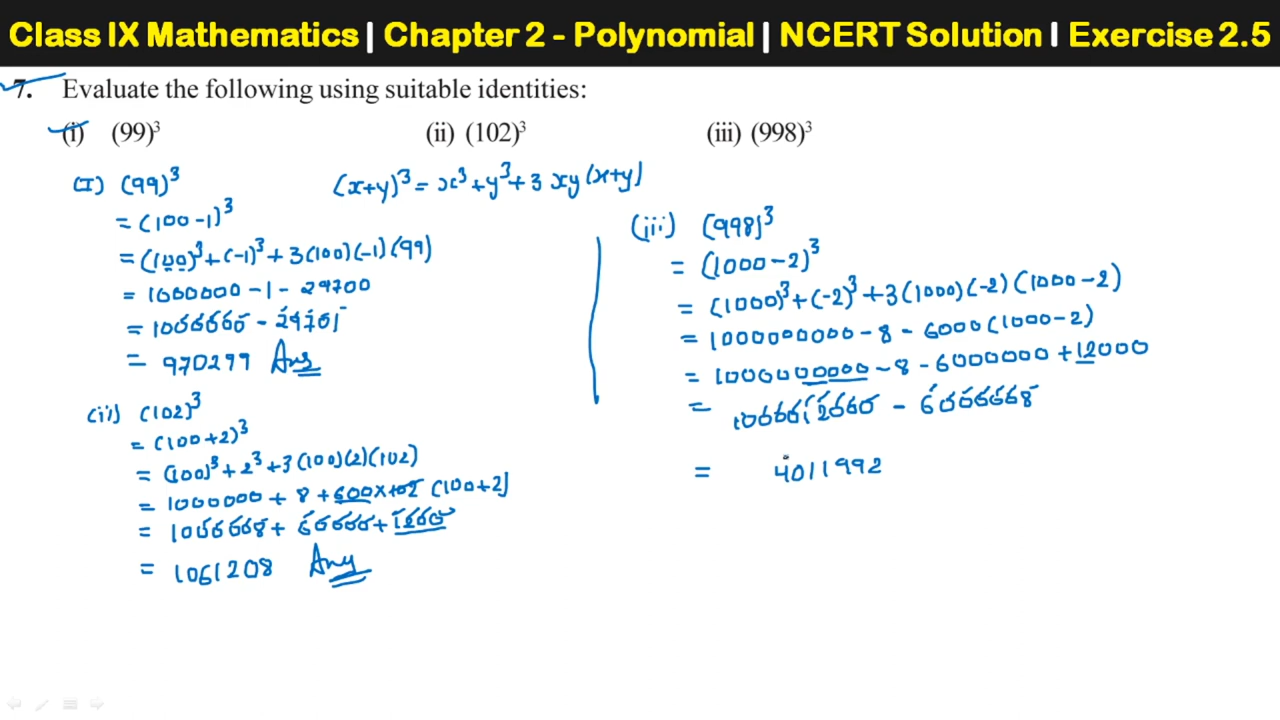 Class IX Mathematics | Chapter 2 - Polynomial | NCERT Solution | Exercise 2.5
7. Evaluate the following using suitable identities:
(i) (99)³ (ii) (102)³ (iii) (998)³
(I) (99)³
= (100-1)³
= (100)³ + (-1)³ + 3(100)(-1)(99)
= 1000000 - 1 - 29700
= 1000000 - 29701
= 970299 Ans
(ii) (102)³
= (100+2)³
= (100)³ + 2³ + 3(100)(2)(102)
= 1000000 + 8 + 600 × 102 (100+2)
= 1000008 + 60000 + 1200
= 1061208 Ans
(x+y)³ = x³ + y³ + 3xy(x+y)
(iii) (998)³
= (1000-2)³
= (1000)³ + (-2)³ + 3(1000)(-2)(1000-2)
= 1000000000 - 8 - 6000(1000-2)
= 1000000000 - 8 - 6000000 + 12000
= 1000012000 - 6000008
= 4011992